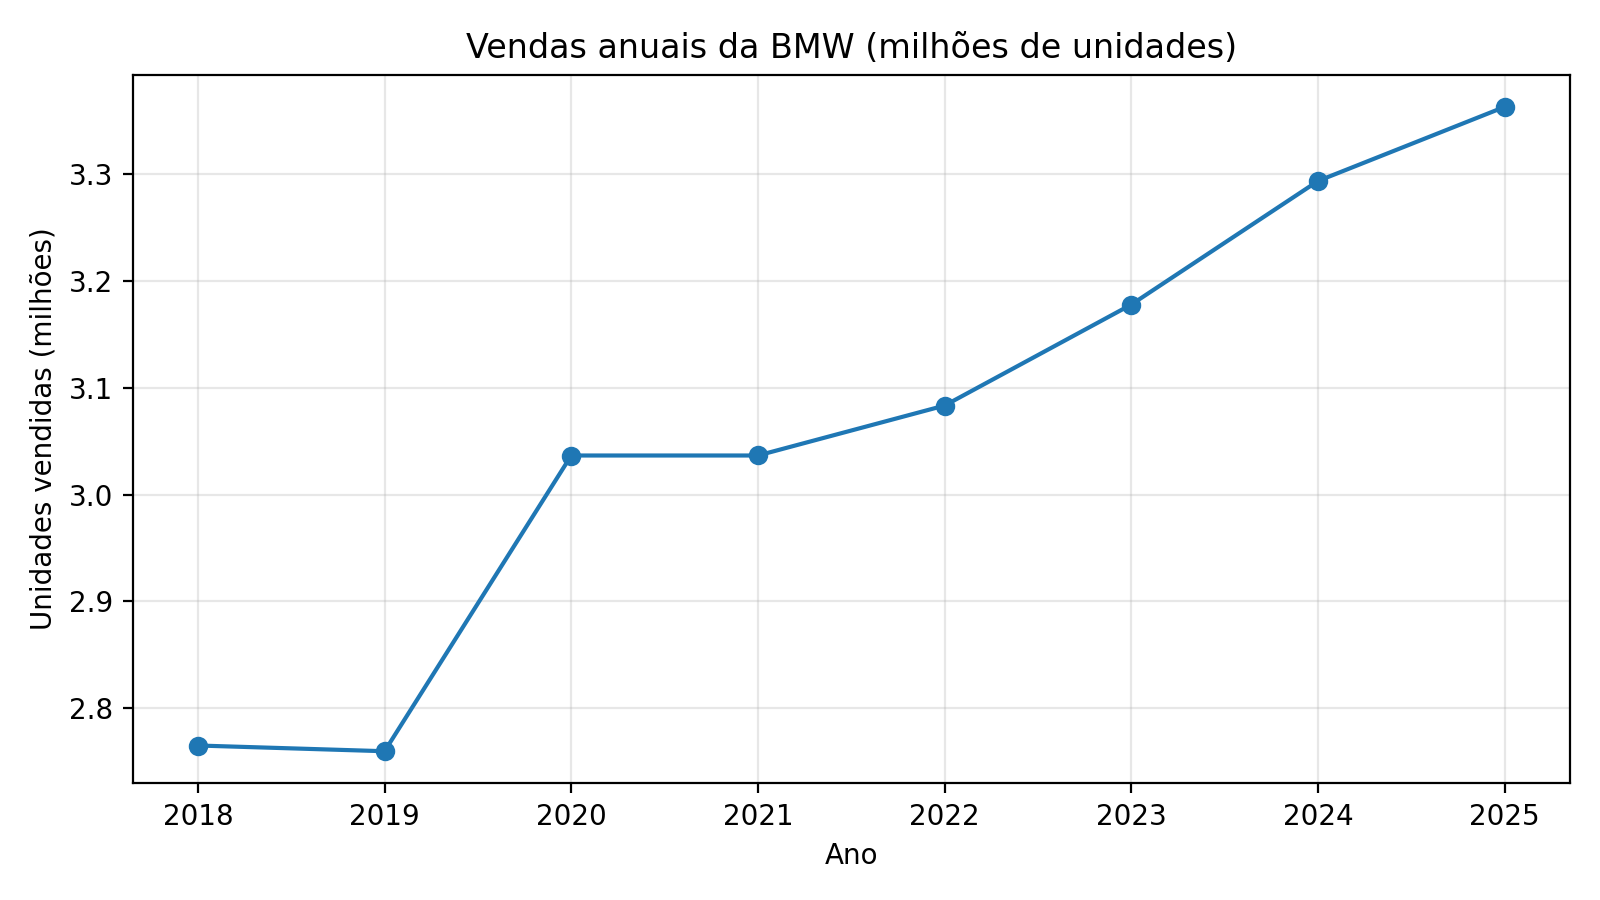 Vendas anuais da BMW (milhões de unidades)
Unidades vendidas (milhões)
3.3
3.2
3.1
3.0
2.9
2.8
2018 2019 2020 2021 2022 2023 2024 2025
Ano